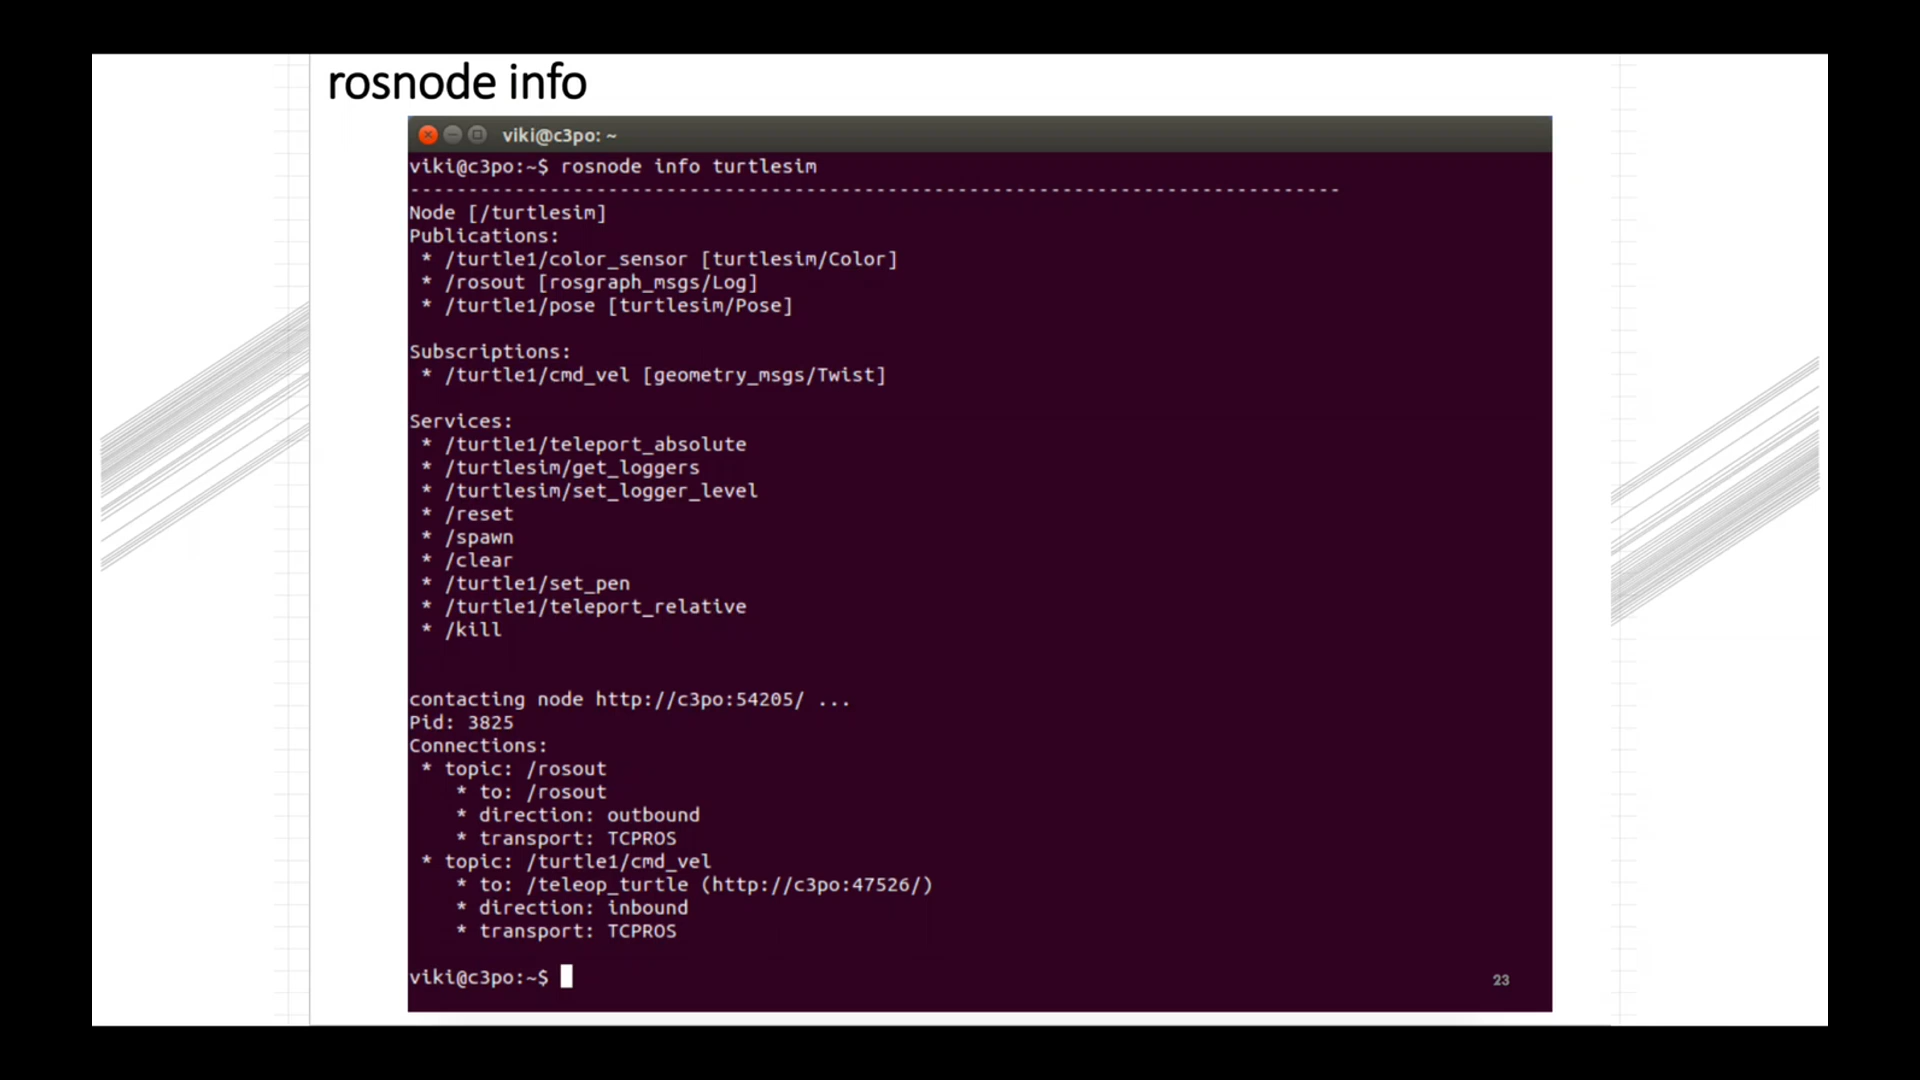 rosnode info
viki@c3po: ~
viki@c3po:~$ rosnode info turtlesim
--------------------------------------------------------------------------------
Node [/turtlesim]
Publications:
* /turtle1/color_sensor [turtlesim/Color]
* /rosout [rosgraph_msgs/Log]
* /turtle1/pose [turtlesim/Pose]
Subscriptions:
* /turtle1/cmd_vel [geometry_msgs/Twist]
Services:
* /turtle1/teleport_absolute
* /turtlesim/get_loggers
* /turtlesim/set_logger_level
* /reset
* /spawn
* /clear
* /turtle1/set_pen
* /turtle1/teleport_relative
* /kill
contacting node http://c3po:54205/ ...
Pid: 3825
Connections:
* topic: /rosout
* to: /rosout
* direction: outbound
* transport: TCPROS
* topic: /turtle1/cmd_vel
* to: /teleop_turtle (http://c3po:47526/)
* direction: inbound
* transport: TCPROS
viki@c3po:~$
23